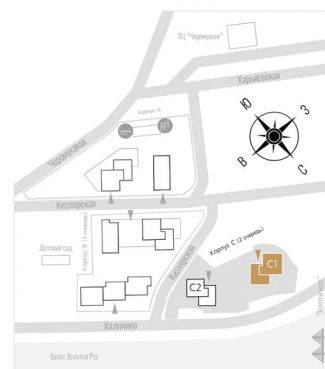 ТЦ "Черемушки"
Харьковская
Корпус А
Черемуховая
Ю
З
В
С
Кизлярская
Корпус В (3 очередь)
Детский сад
Кизлярская
Корпус С (2 очередь)
С1
С2
Калинина
Бухта Золотой Рог